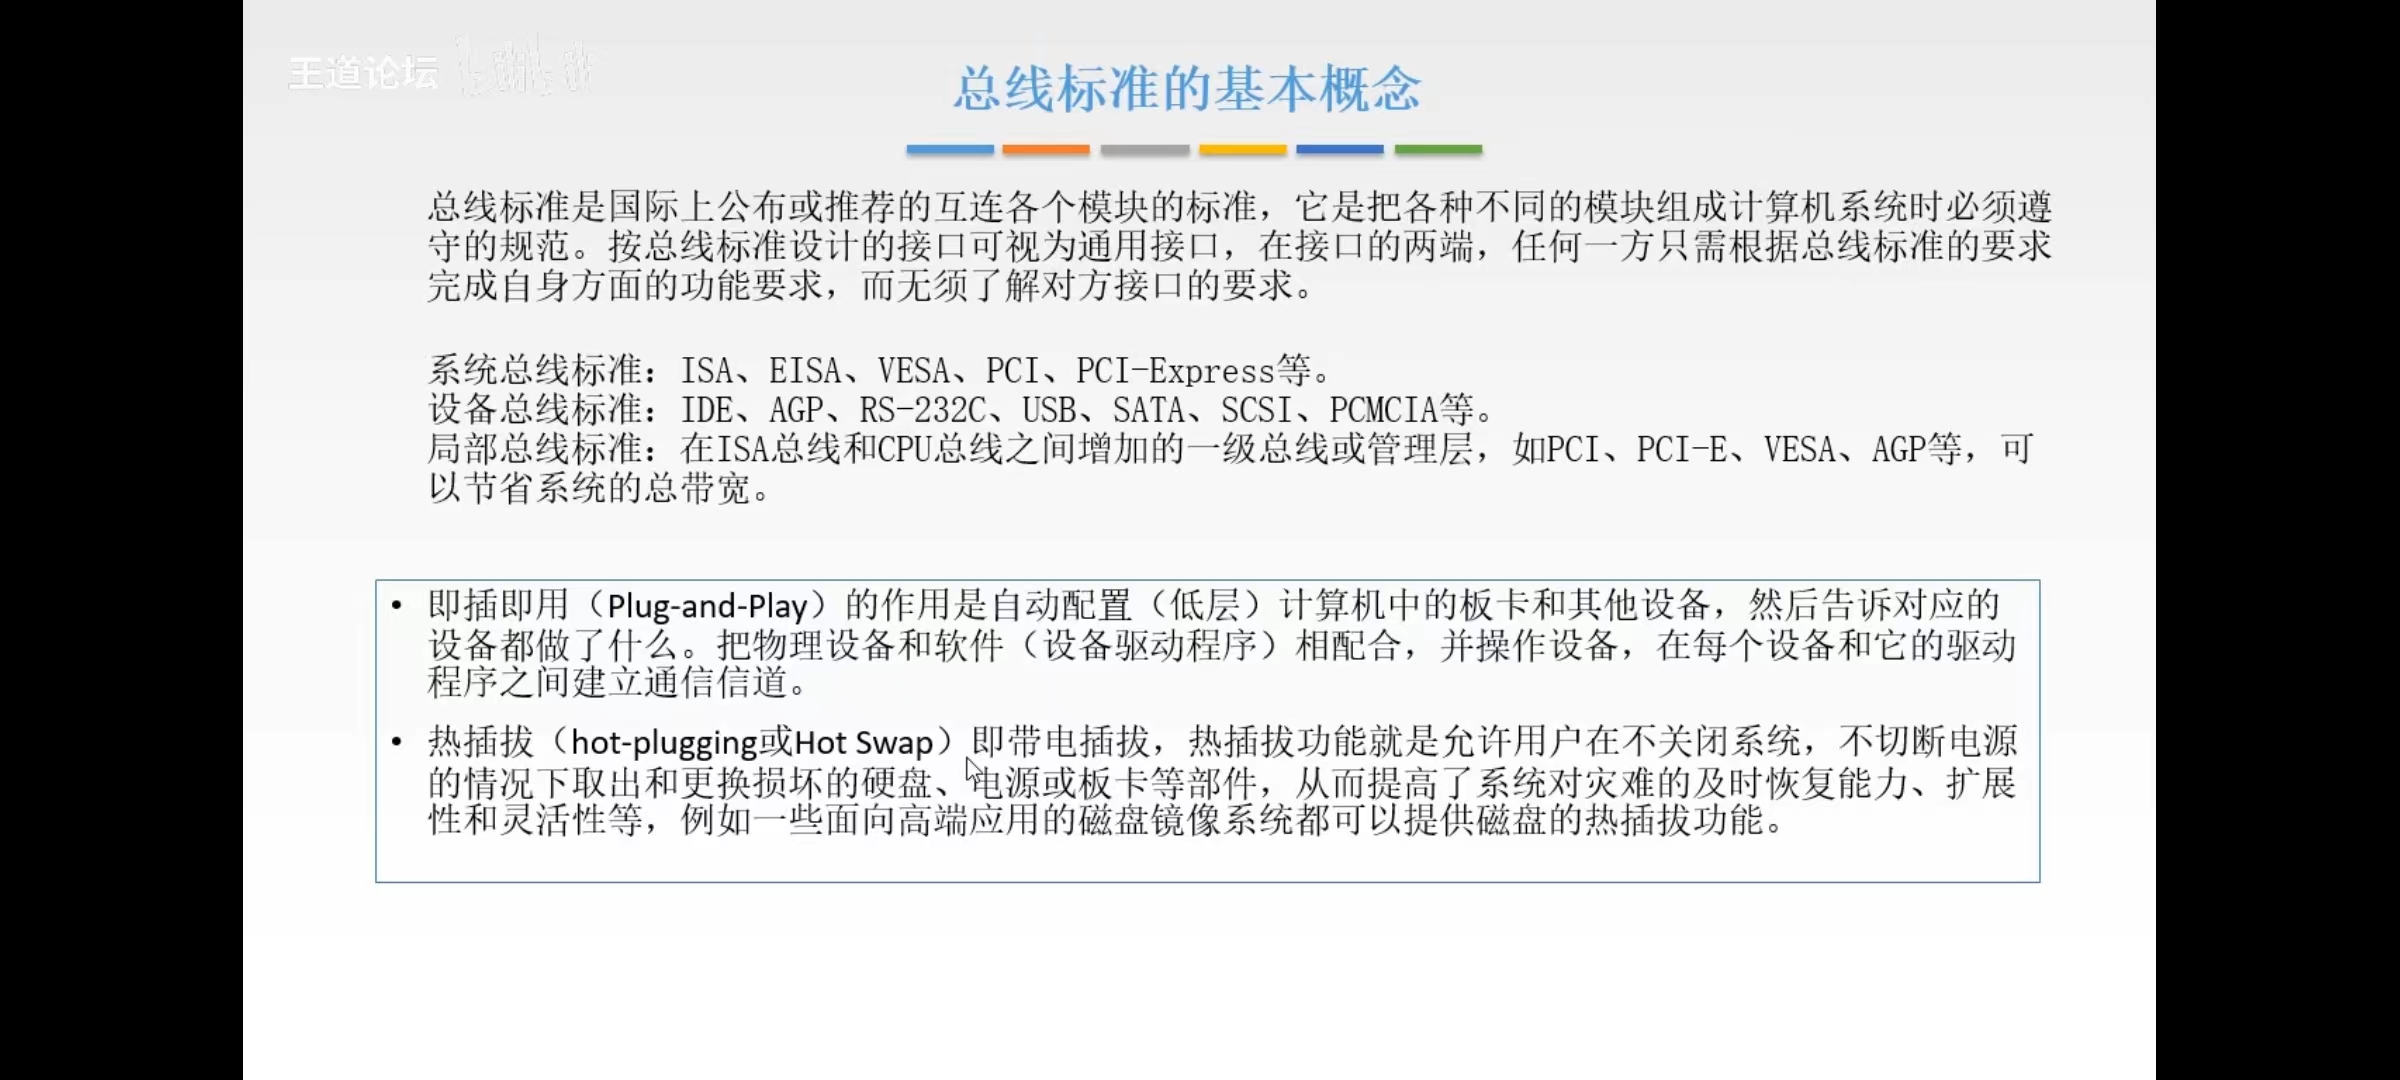 王道论坛
总线标准的基本概念
总线标准是国际上公布或推荐的互连各个模块的标准，它是把各种不同的模块组成计算机系统时必须遵
守的规范。按总线标准设计的接口可视为通用接口，在接口的两端，任何一方只需根据总线标准的要求
完成自身方面的功能要求，而无须了解对方接口的要求。
系统总线标准：ISA、EISA、VESA、PCI、PCI-Express等。
设备总线标准：IDE、AGP、RS-232C、USB、SATA、SCSI、PCMCIA等。
局部总线标准：在ISA总线和CPU总线之间增加的一级总线或管理层，如PCI、PCI-E、VESA、AGP等，可
以节省系统的总带宽。
• 即插即用（Plug-and-Play）的作用是自动配置（低层）计算机中的板卡和其他设备，然后告诉对应的
设备都做了什么。把物理设备和软件（设备驱动程序）相配合，并操作设备，在每个设备和它的驱动
程序之间建立通信信道。
• 热插拔（hot-plugging或Hot Swap）即带电插拔，热插拔功能就是允许用户在不关闭系统，不切断电源
的情况下取出和更换损坏的硬盘、电源或板卡等部件，从而提高了系统对灾难的及时恢复能力、扩展
性和灵活性等，例如一些面向高端应用的磁盘镜像系统都可以提供磁盘的热插拔功能。